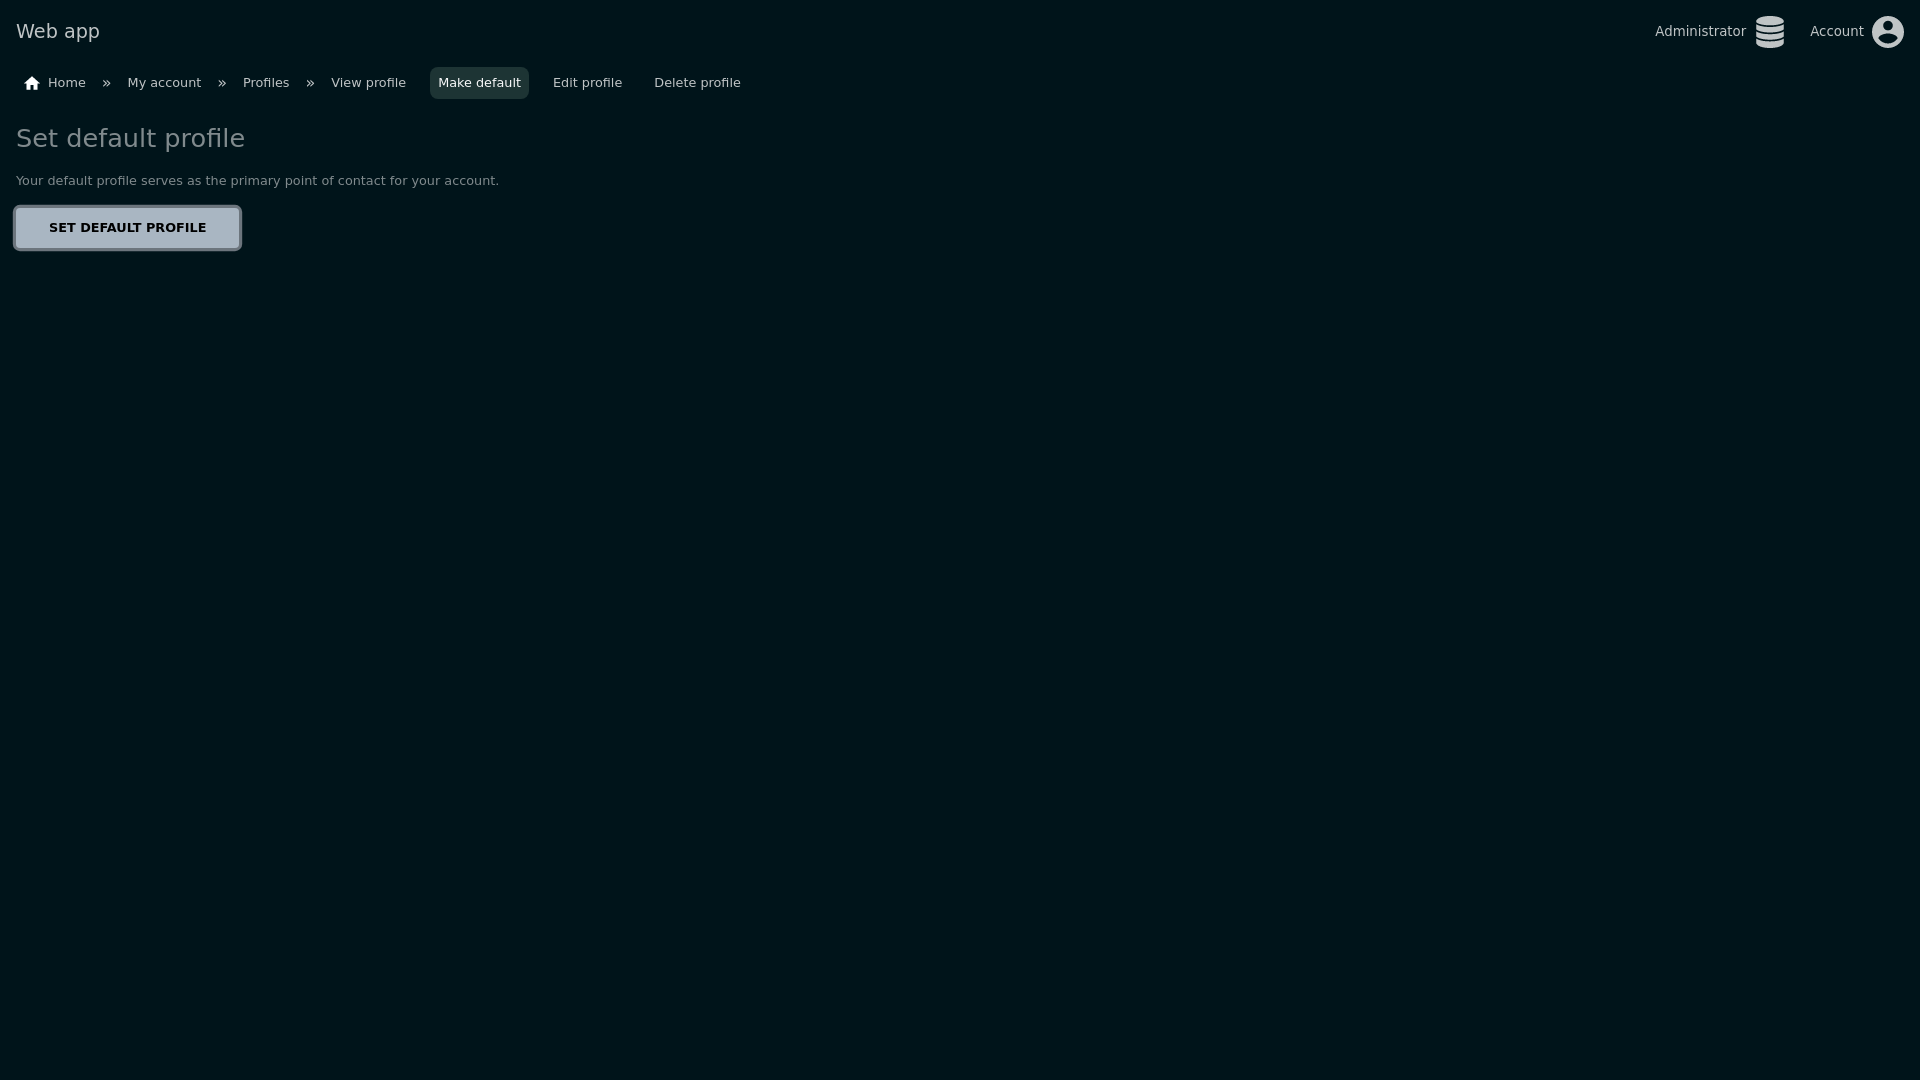 Web app
Administrator
Account
Home » My account » Profiles » View profile Make default Edit profile Delete profile
Set default profile
Your default profile serves as the primary point of contact for your account.
SET DEFAULT PROFILE